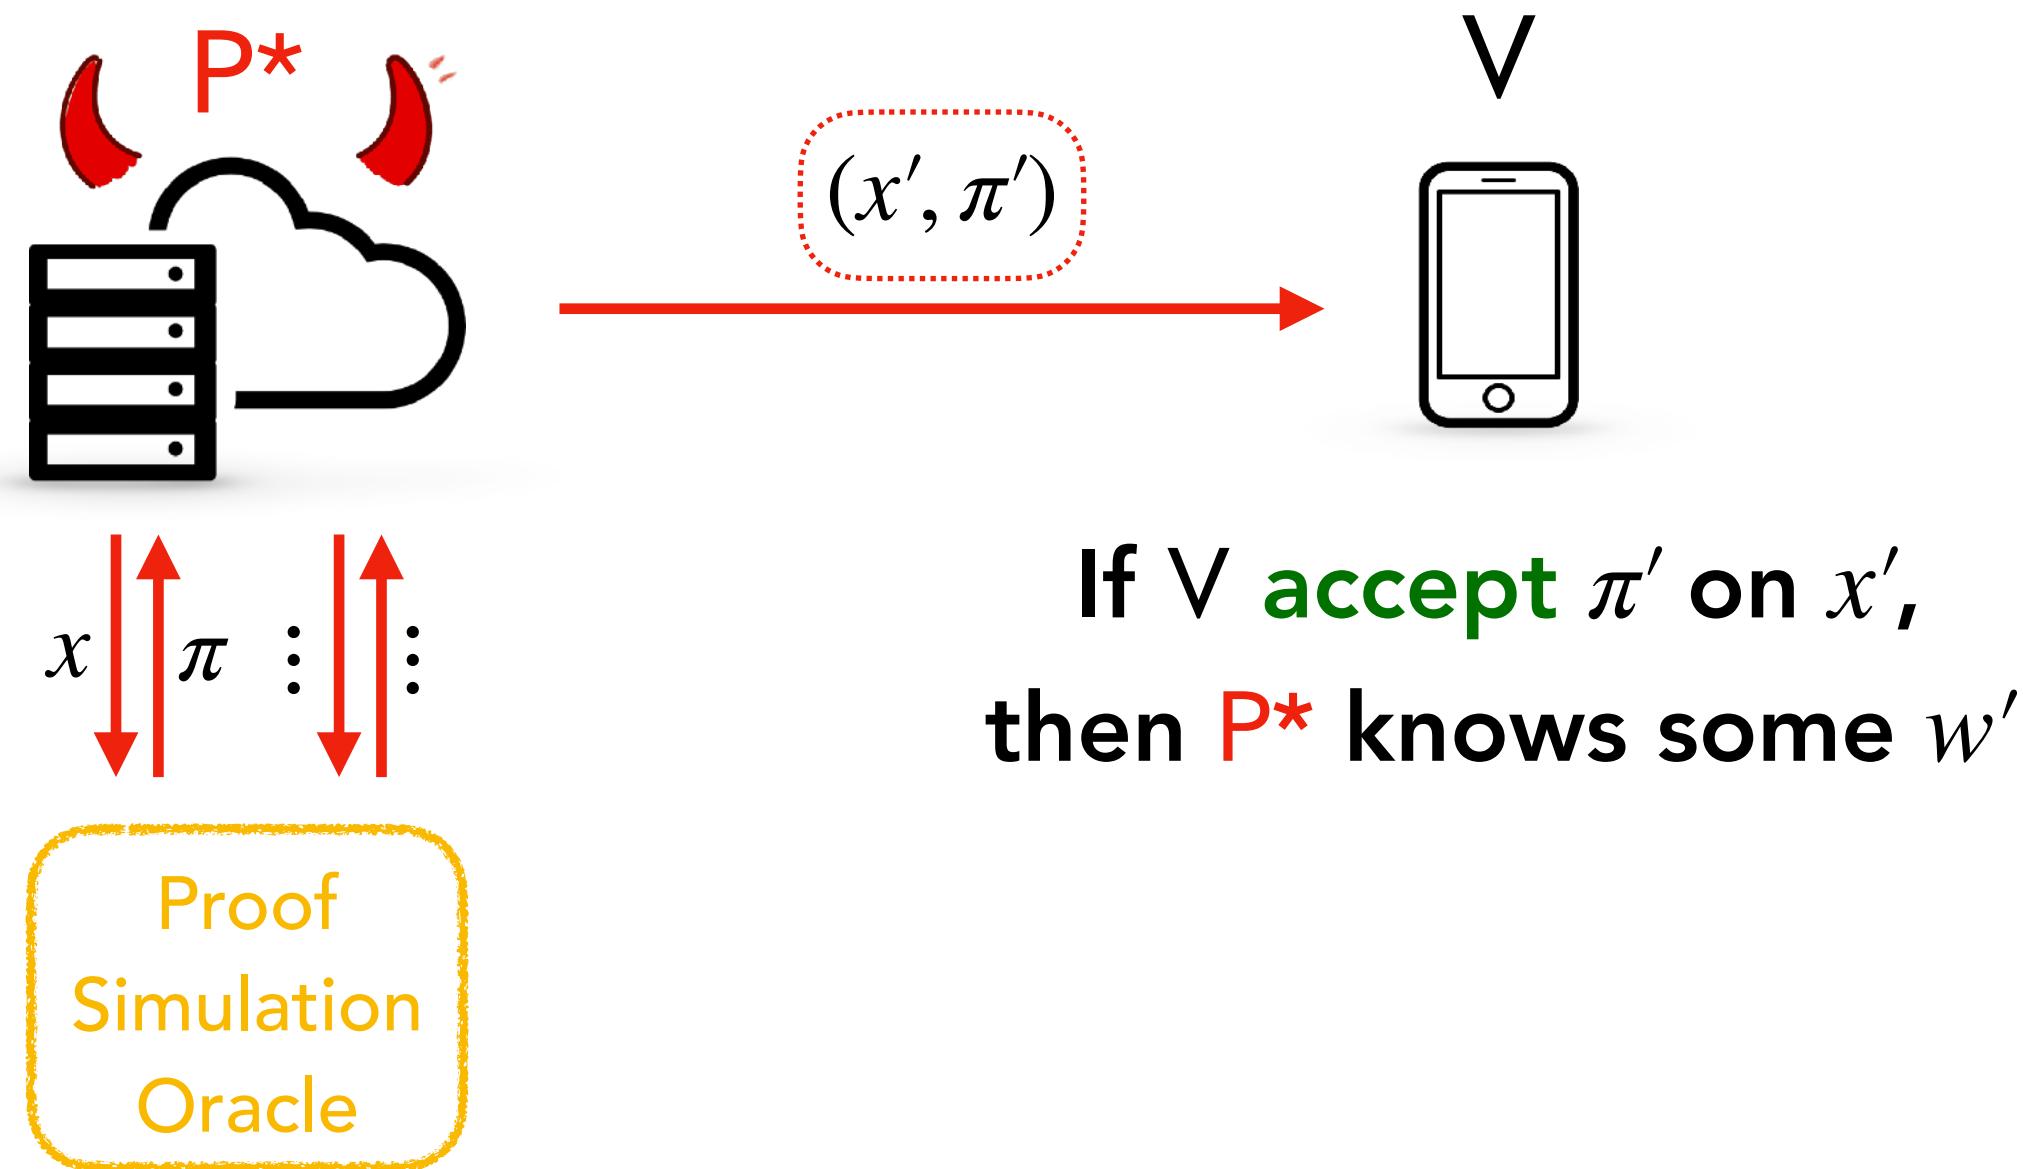 P*
V
(x′, π′)
x π ⋮ ⋮
If V accept π′ on x′,
then P* knows some w′
Proof
Simulation
Oracle